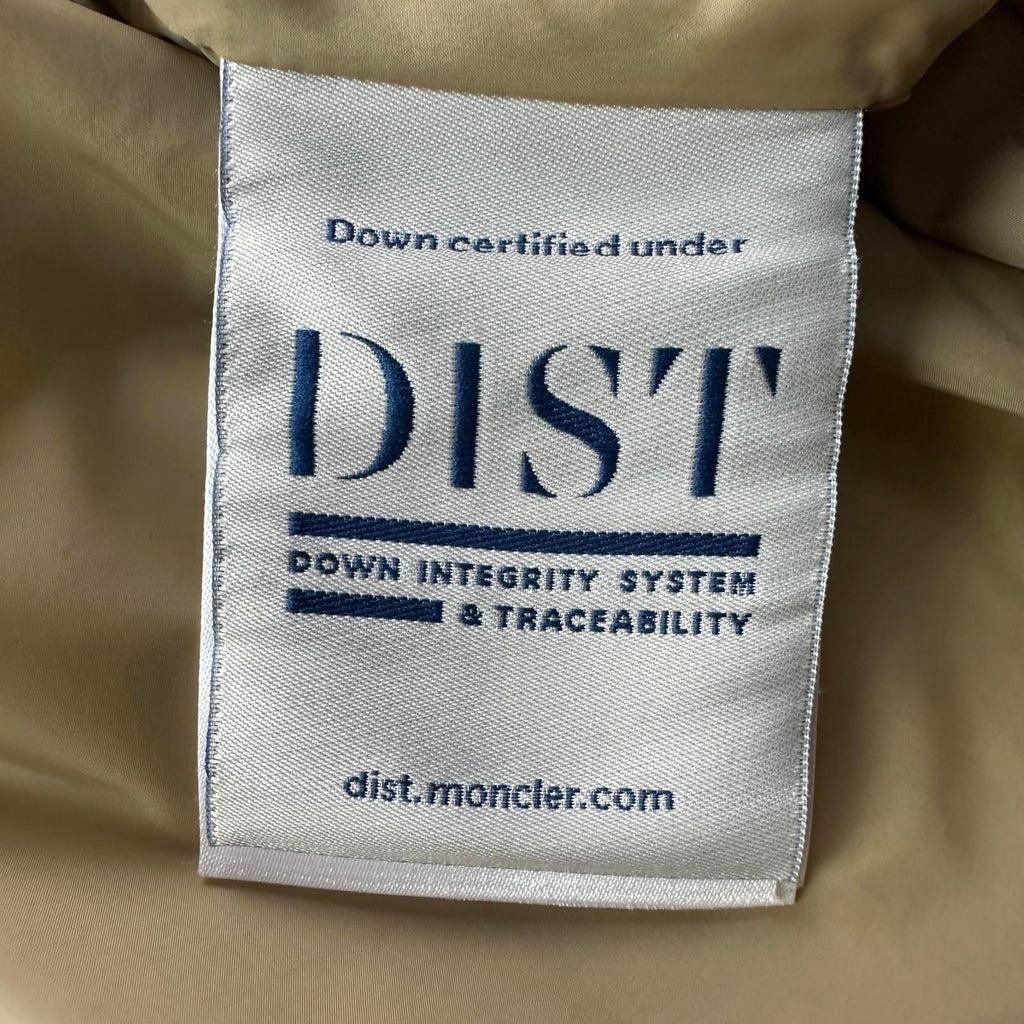 Down certified under
DIST
DOWN INTEGRITY SYSTEM
& TRACEABILITY
dist.moncler.com